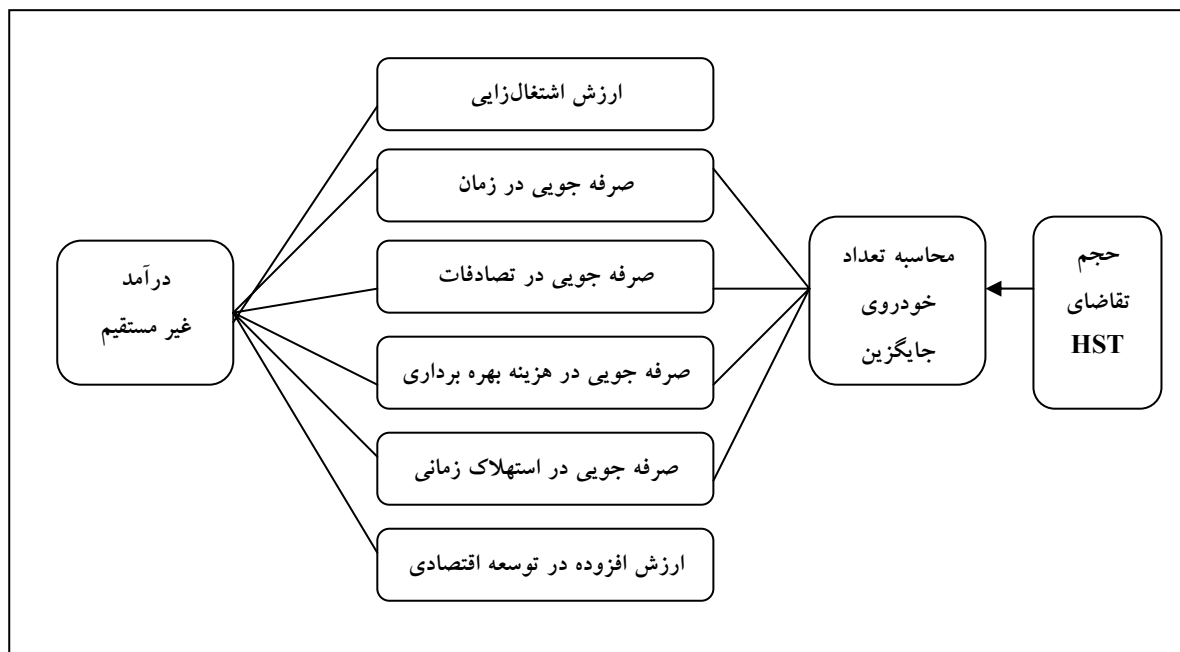 حجم
تقاضای
HST
محاسبه تعداد
خودروی
جایگزین
ارزش اشتغال‌زایی
صرفه جویی در زمان
صرفه جویی در تصادفات
صرفه جویی در هزینه بهره برداری
صرفه جویی در استهلاک زمانی
ارزش افزوده در توسعه اقتصادی
درآمد
غیر مستقیم